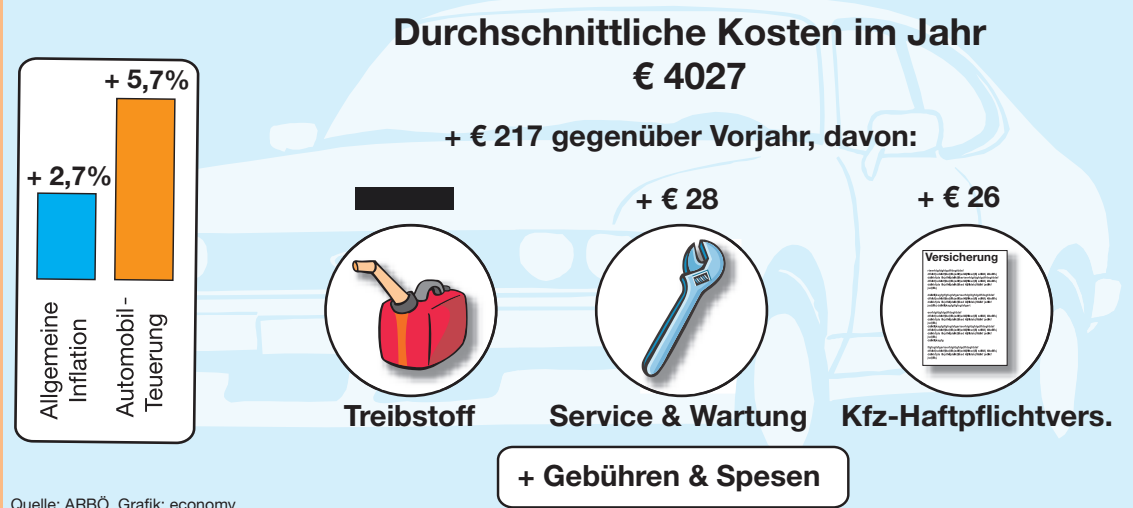 Durchschnittliche Kosten im Jahr
€ 4027
+ € 217 gegenüber Vorjahr, davon:
+ 5,7%
+ 2,7%
Allgemeine
Inflation
Automobil-
Teuerung
+ € 28
+ € 26
Versicherung
Treibstoff
Service & Wartung
Kfz-Haftpflichtvers.
+ Gebühren & Spesen
Quelle: ARBÖ, Grafik: economy